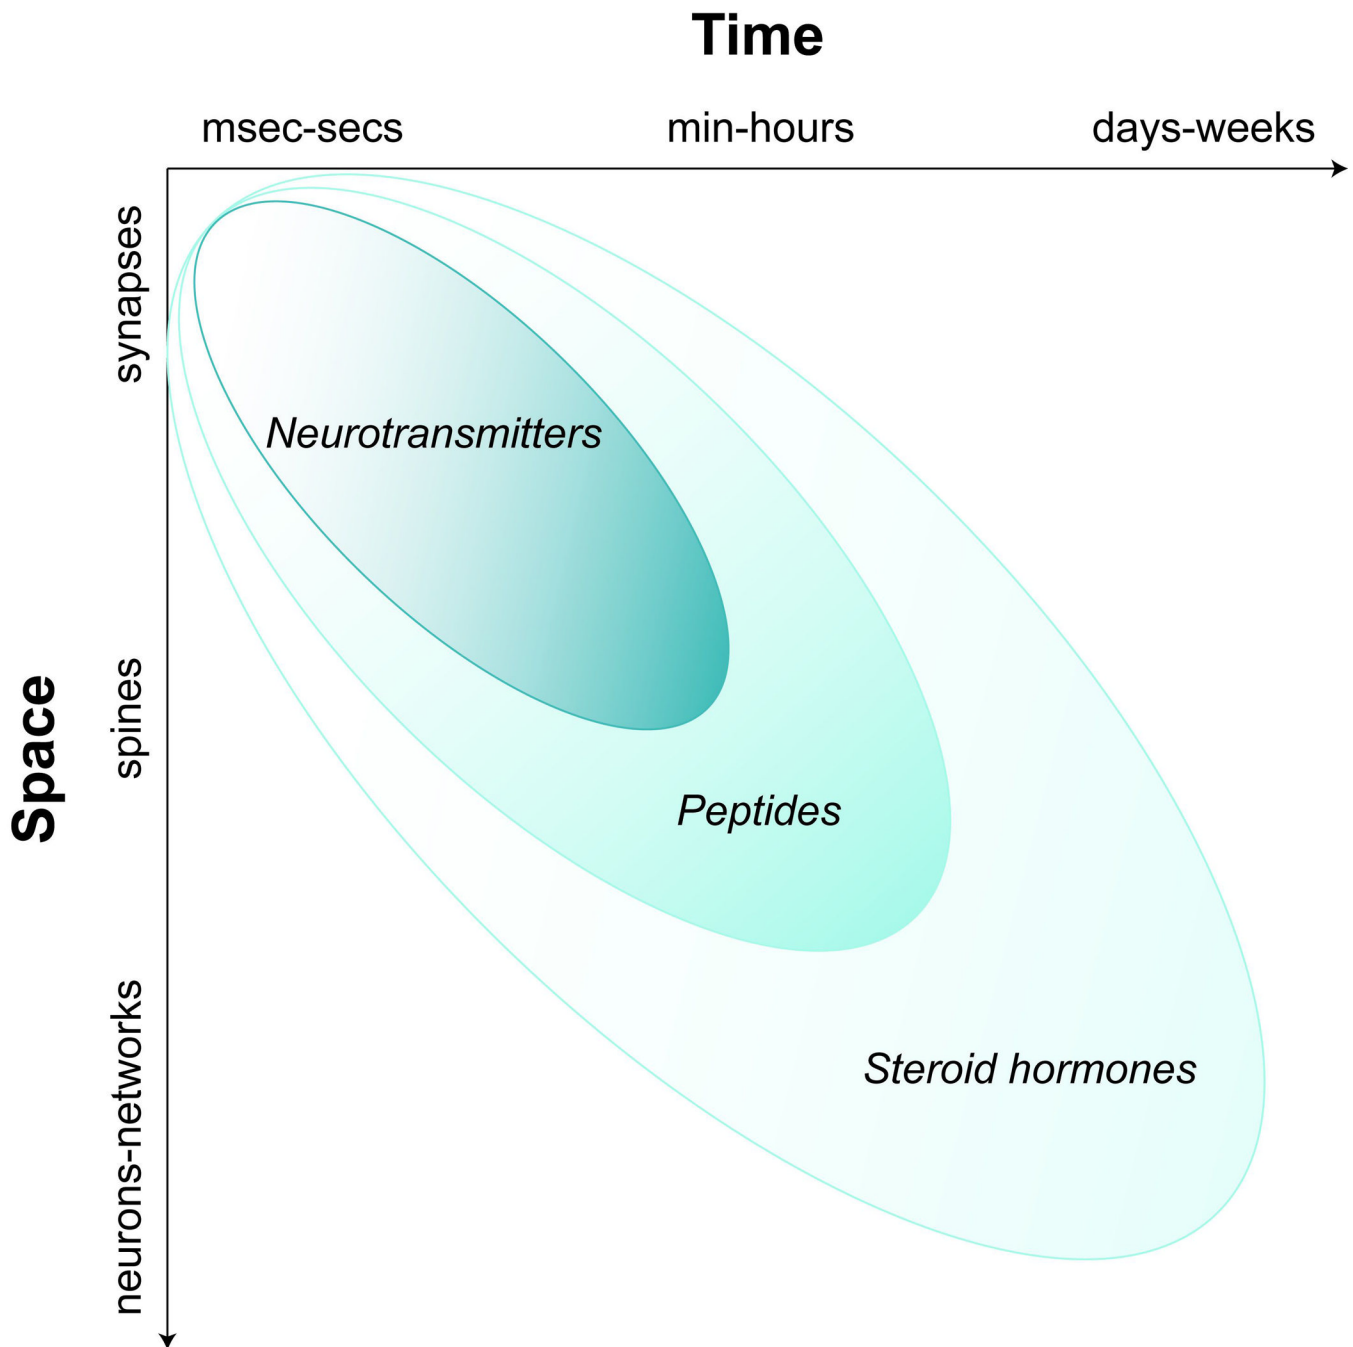 Time
msec-secs
min-hours
days-weeks
Space
synapses
spines
neurons-networks
Neurotransmitters
Peptides
Steroid hormones